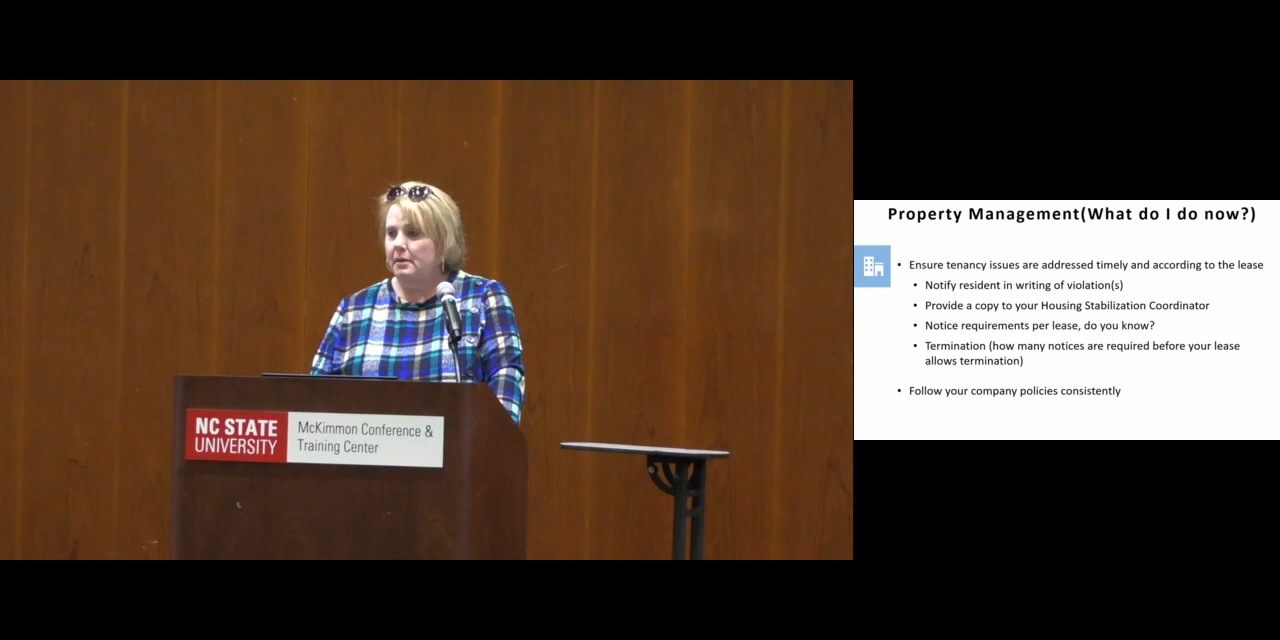 NC STATE
UNIVERSITY
McKimmon Conference &
Training Center
Property Management(What do I do now?)
• Ensure tenancy issues are addressed timely and according to the lease
• Notify resident in writing of violation(s)
• Provide a copy to your Housing Stabilization Coordinator
• Notice requirements per lease, do you know?
• Termination (how many notices are required before your lease
allows termination)
• Follow your company policies consistently